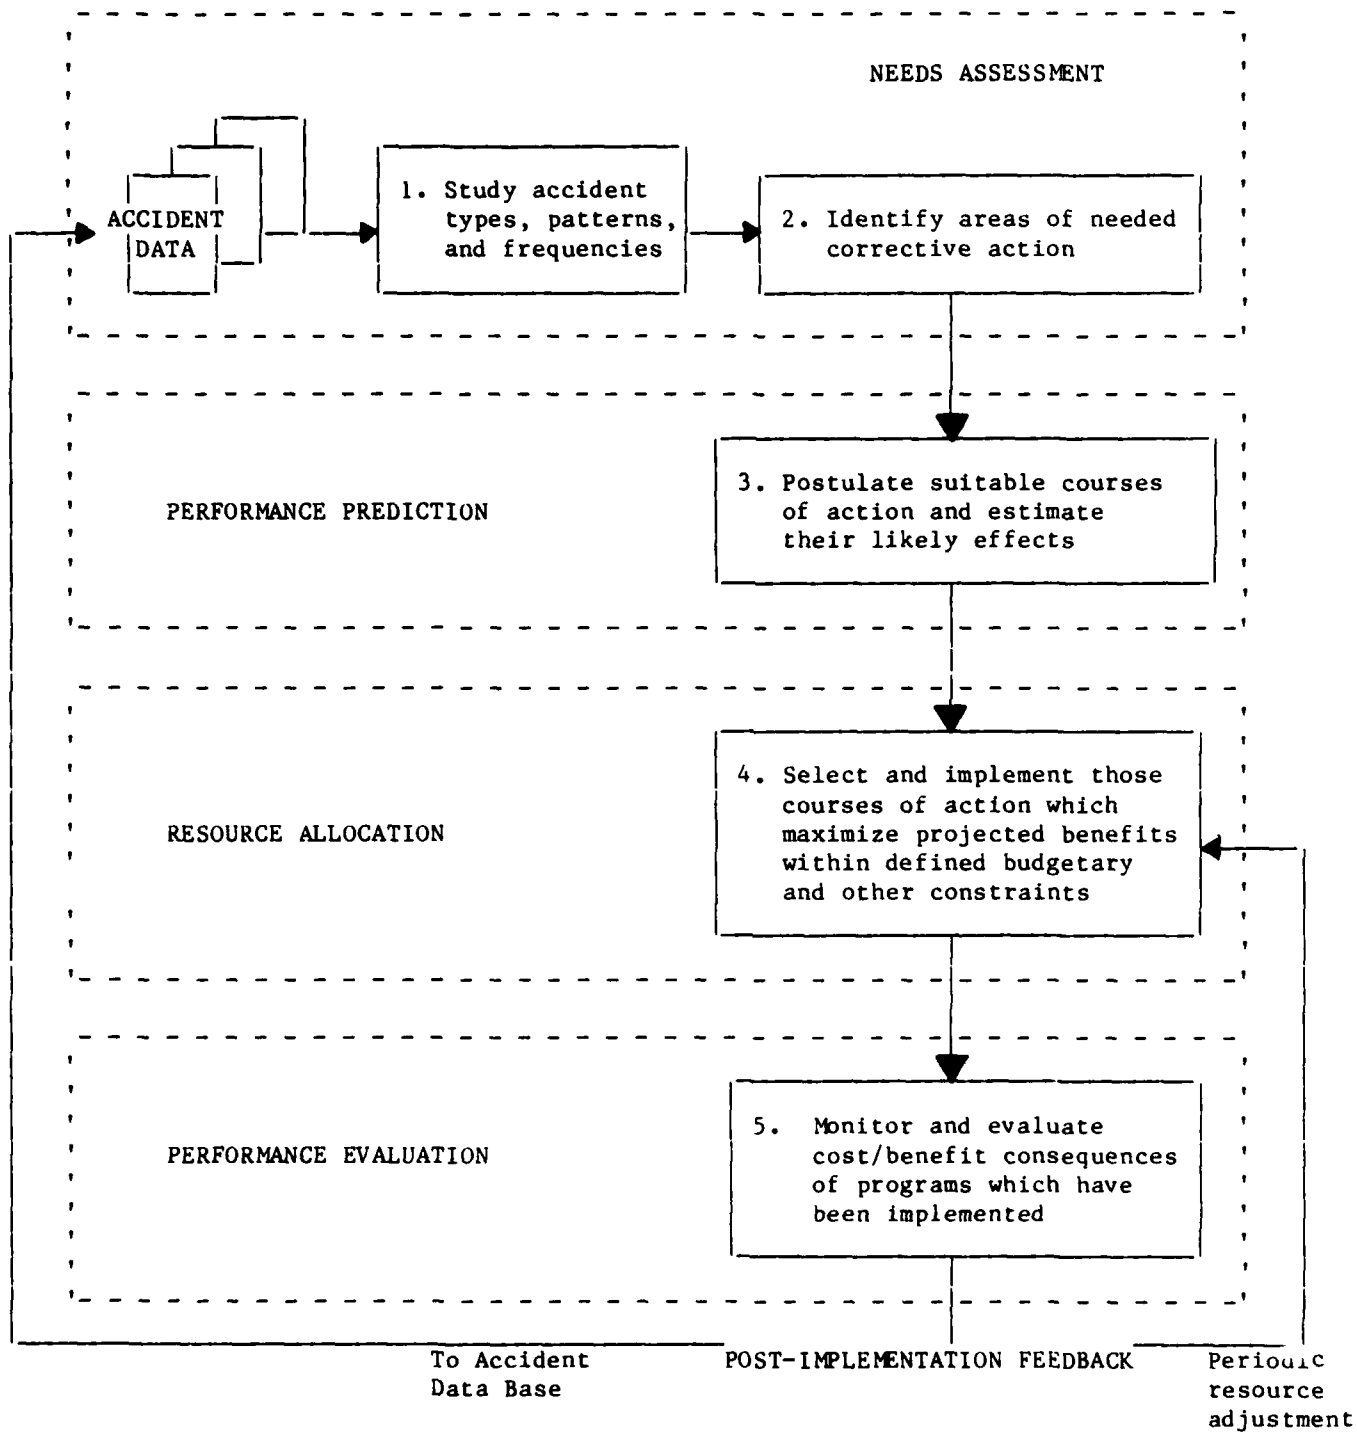 NEEDS ASSESSMENT
ACCIDENT
DATA
1. Study accident
types, patterns,
and frequencies
2. Identify areas of needed
corrective action
PERFORMANCE PREDICTION
3. Postulate suitable courses
of action and estimate
their likely effects
RESOURCE ALLOCATION
4. Select and implement those
courses of action which
maximize projected benefits
within defined budgetary
and other constraints
PERFORMANCE EVALUATION
5. Monitor and evaluate
cost/benefit consequences
of programs which have
been implemented
To Accident
Data Base
POST-IMPLEMENTATION FEEDBACK
Periodic
resource
adjustment